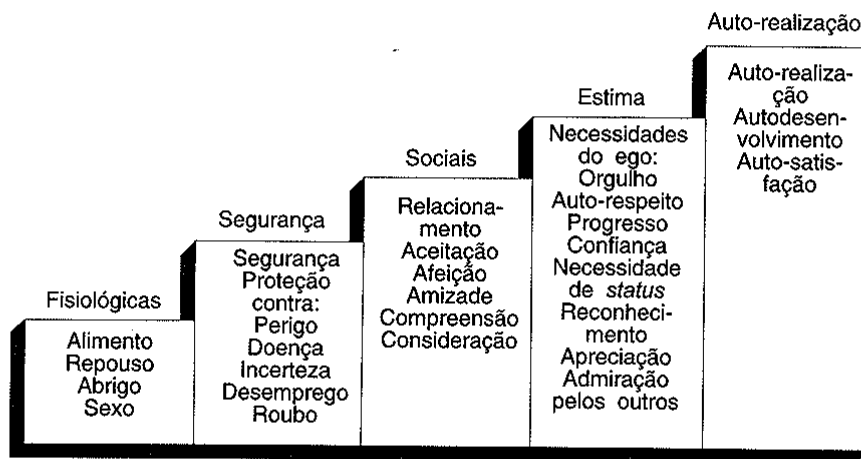 Fisiológicas
Alimento
Repouso
Abrigo
Sexo
Segurança
Segurança
Proteção
contra:
Perigo
Doença
Incerteza
Desemprego
Roubo
Sociais
Relaciona-
mento
Aceitação
Afeição
Amizade
Compreensão
Consideração
Estima
Necessidades
do ego:
Orgulho
Auto-respeito
Progresso
Confiança
Necessidade
de status
Reconheci-
mento
Apreciação
Admiração
pelos outros
Auto-realização
Auto-realiza-
ção
Autodesen-
volvimento
Auto-satis-
fação